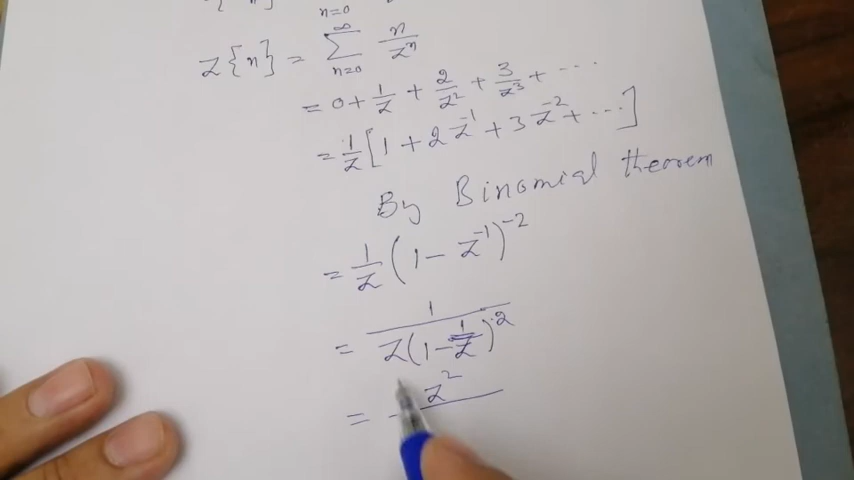 n=0
Z{n} = ∑_{n=0}^{∞} n/zⁿ
= 0 + 1/z + 2/z² + 3/z³ + ...
= 1/z [1 + 2z⁻¹ + 3z⁻² + ...]
By Binomial theorem
= 1/z (1 - z⁻¹)⁻²
= 1/(z(1 - 1/z)²)
= z²